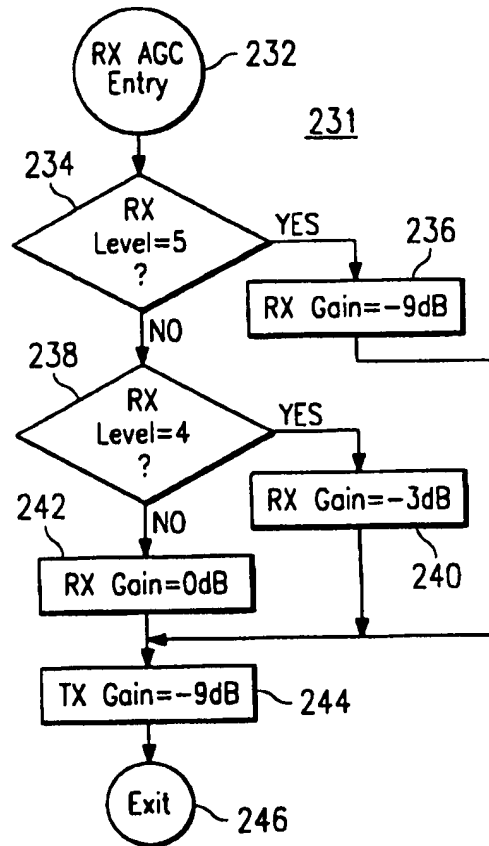 RX AGC
Entry
232
231
234
RX
Level=5
?
YES
236
RX Gain=-9dB
NO
238
RX
Level=4
?
YES
RX Gain=-3dB
240
NO
242
RX Gain=0dB
TX Gain=-9dB
244
Exit
246